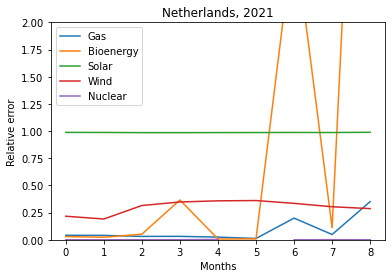 Netherlands, 2021
2.00
1.75
1.50
1.25
1.00
0.75
0.50
0.25
0.00
Relative error
Gas
Bioenergy
Solar
Wind
Nuclear
0 1 2 3 4 5 6 7 8
Months